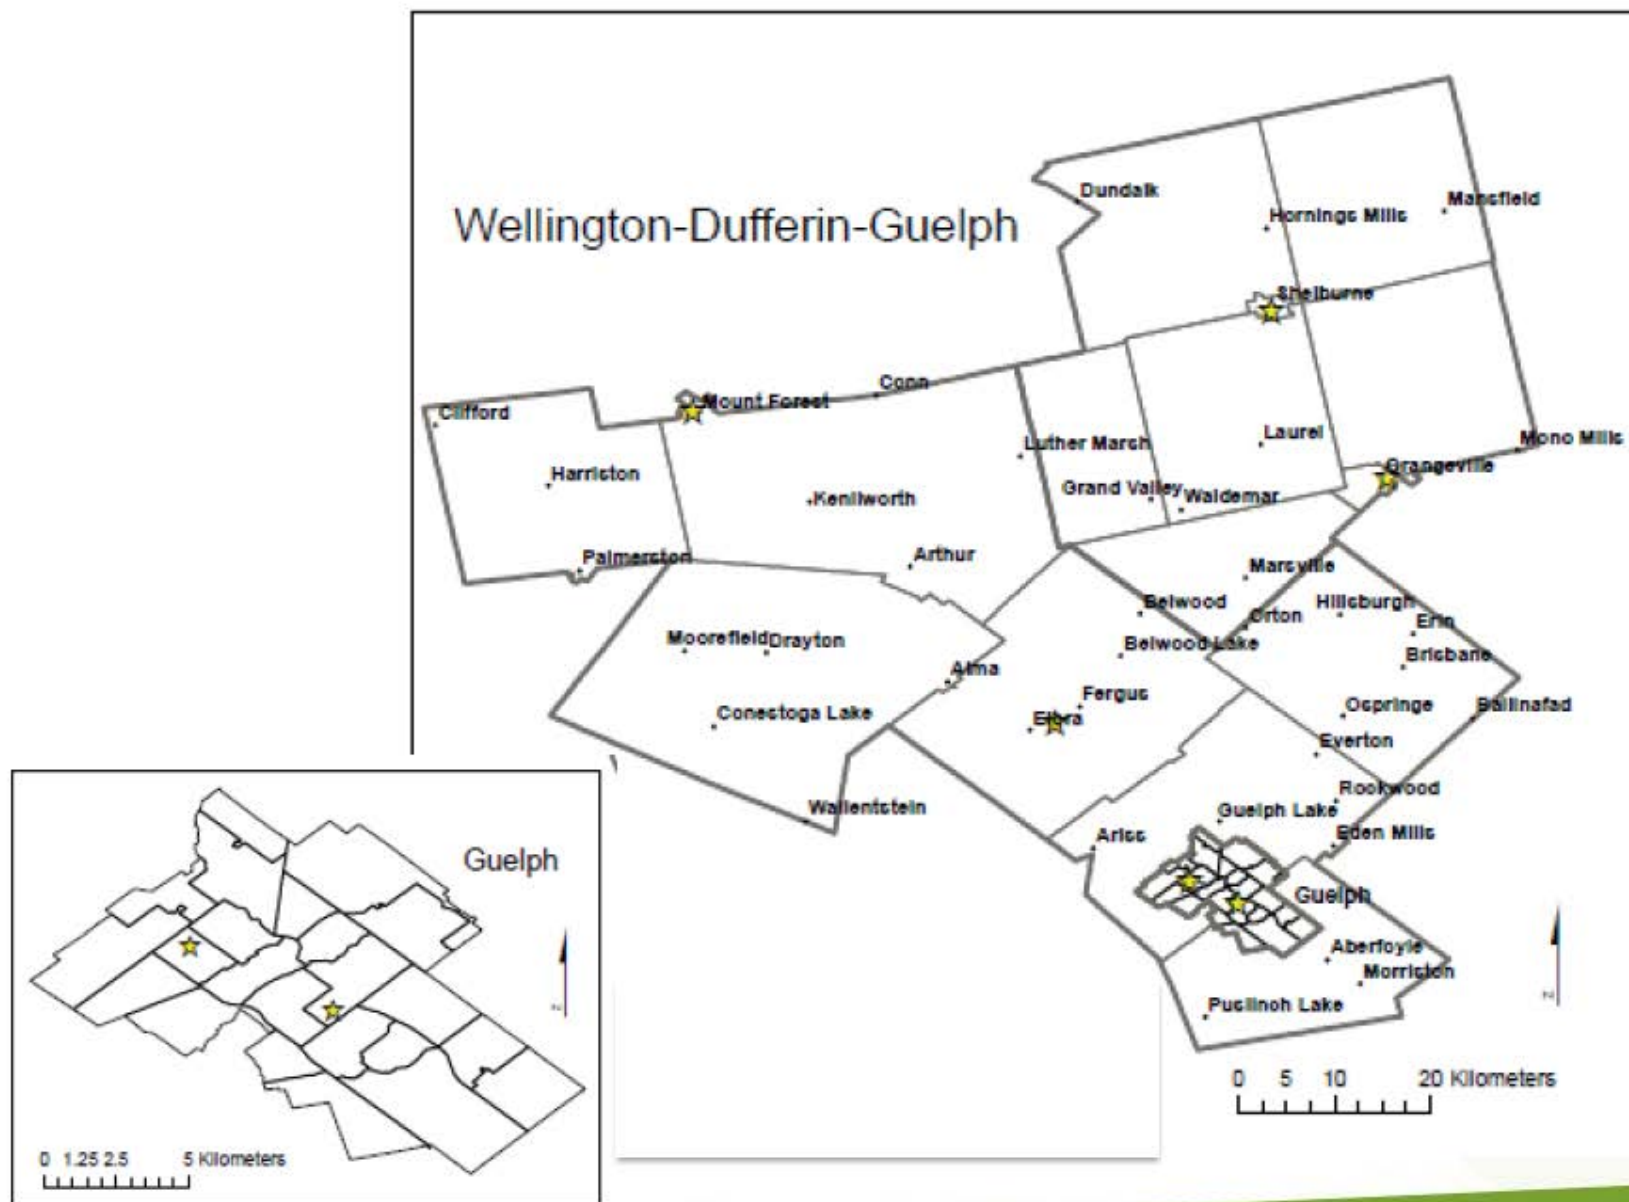 Wellington-Dufferin-Guelph
Dundalk
Mansfield
Hornings Mills
Shelburne
Conn
Mount Forest
Clifford
Luther Marsh
Laurel
Mono Mills
Orangeville
Harriston
Kenilworth
Grand Valley
Waldemar
Palmerston
Arthur
Marsville
Belwood
Hillsburgh
Orton
Erin
Moorefield
Drayton
Belwood Lake
Brisbane
Alma
Fergus
Conestoga Lake
Elora
Ospringe
Ballinafad
Everton
Wallenstein
Rockwood
Guelph Lake
Ariss
Eden Mills
Guelph
Aberfoyle
Morriston
Puslinch Lake
N
0 5 10 20 Kilometers
Guelph
N
0 1.25 2.5 5 Kilometers